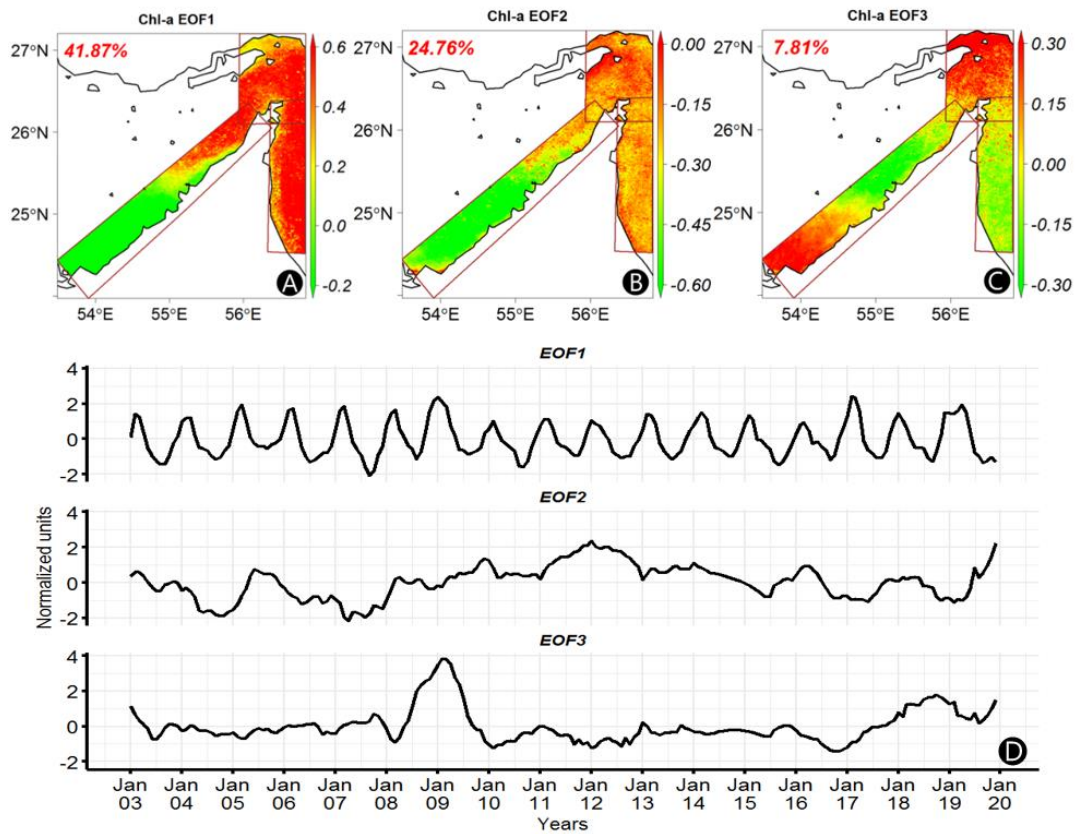 Chl-a EOF1
41.87%
27°N
26°N
25°N
54°E
55°E
56°E
0.6
0.4
0.2
0.0
-0.2
A
Chl-a EOF2
24.76%
27°N
26°N
25°N
54°E
55°E
56°E
0.00
-0.15
-0.30
-0.45
-0.60
B
Chl-a EOF3
7.81%
27°N
26°N
25°N
54°E
55°E
56°E
0.30
0.15
0.00
-0.15
-0.30
C
EOF1
4
2
0
-2
EOF2
4
2
0
-2
EOF3
4
2
0
-2
Normalized units
D
Jan Jan Jan Jan Jan Jan Jan Jan Jan Jan Jan Jan Jan Jan Jan Jan Jan Jan
03 04 05 06 07 08 09 10 11 12 13 14 15 16 17 18 19 20
Years